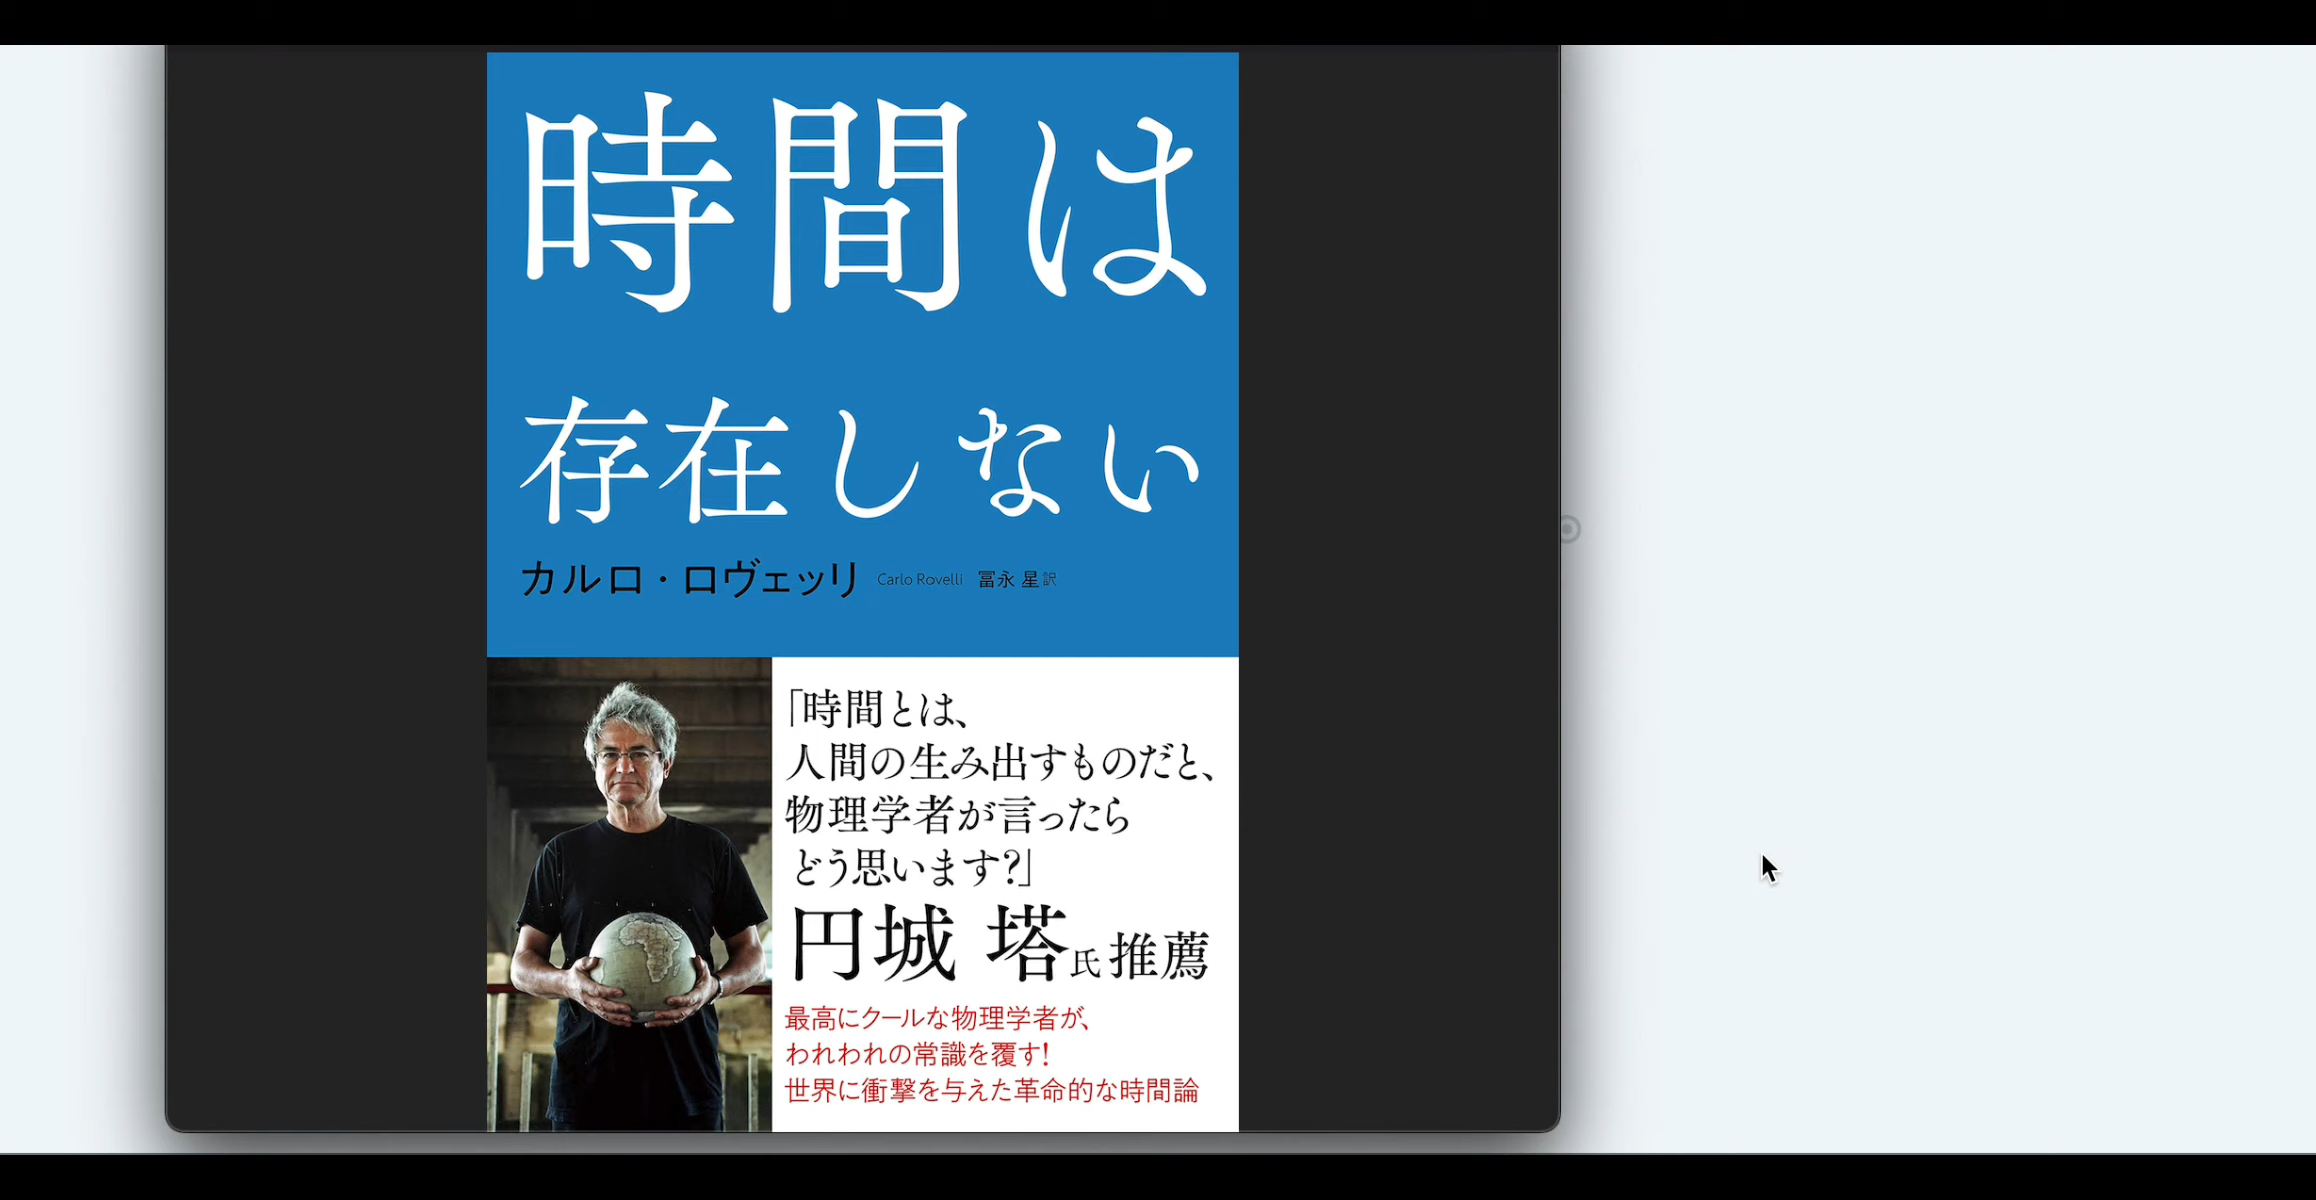 時間は
存在しない
カルロ・ロヴェッリ Carlo Rovelli 冨永 星 訳
「時間とは、
人間の生み出すものだと、
物理学者が言ったら
どう思います?」
円城 塔氏推薦
最高にクールな物理学者が、
われわれの常識を覆す!
世界に衝撃を与えた革命的な時間論